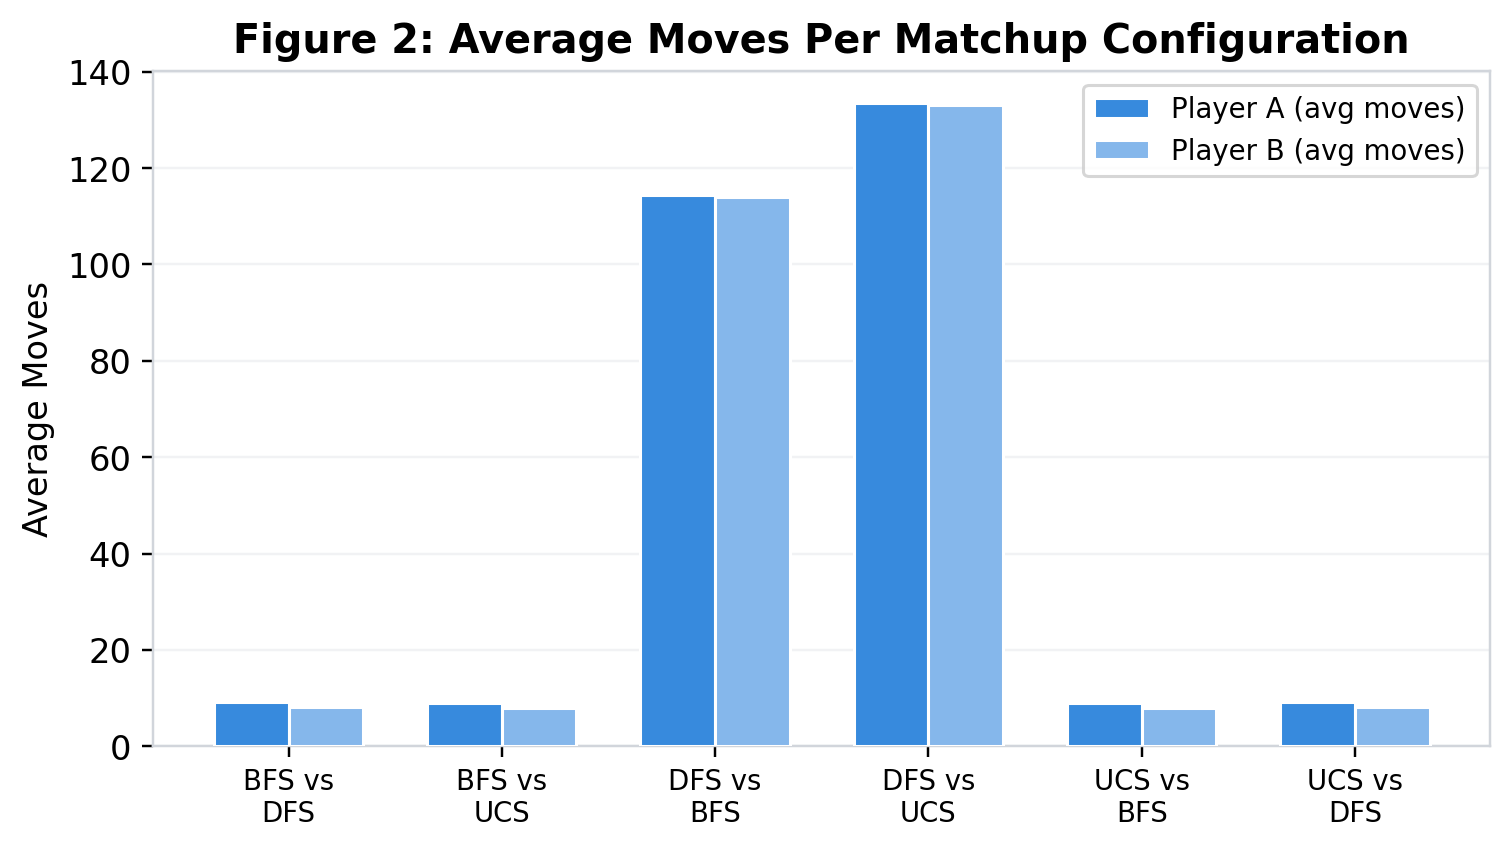 Figure 2: Average Moves Per Matchup Configuration
Player A (avg moves)
Player B (avg moves)
Average Moves
140
120
100
80
60
40
20
0
BFS vs
DFS
BFS vs
UCS
DFS vs
BFS
DFS vs
UCS
UCS vs
BFS
UCS vs
DFS